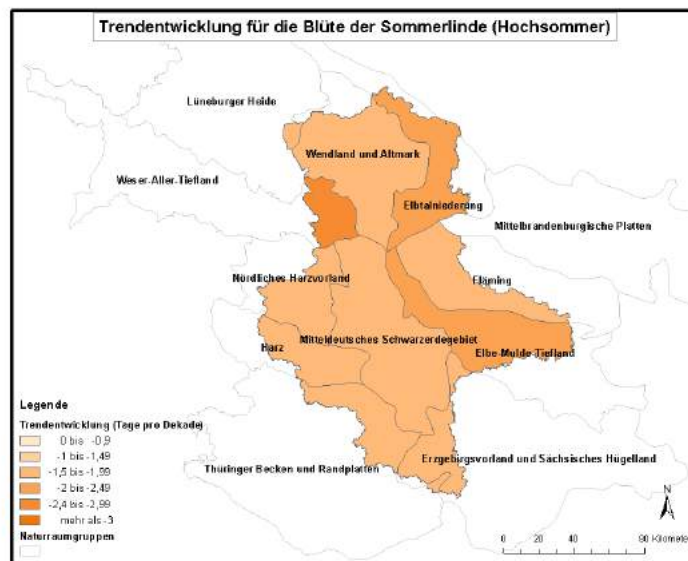 Trendentwicklung für die Blüte der Sommerlinde (Hochsommer)
Lüneburger Heide
Wendland und Altmark
Weser-Aller-Tiefland
Elbtalniederung
Mittelbrandenburgische Platten
Nördliches Harzvorland
Fläming
Mitteldeutsches Schwarzerdegebiet
Harz
Elbe-Mulde-Tiefland
Erzgebirgsvorland und Sächsisches Hügelland
Thüringer Becken und Randplatten
Legende
Trendentwicklung (Tage pro Dekade)
0 bis -0,9
-1 bis -1,49
-1,5 bis -1,99
-2 bis -2,49
-2,4 bis -2,99
mehr als -3
Naturraumgruppen
N
0 20 40 80 Kilometer